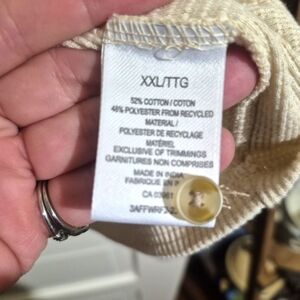 XXL/TTG
52% COTTON / COTON
48% POLYESTER FROM RECYCLED
MATERIAL /
POLYESTER DE RECYCLAGE
MATÉRIEL
EXCLUSIVE OF TRIMMINGS
GARNITURES NON COMPRISES
MADE IN INDIA
FABRIQUÉ EN
CA